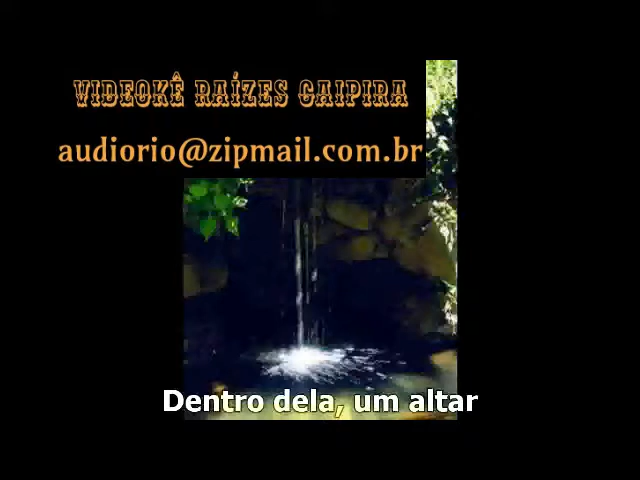 VIDEOKÊ RAÍZES CAIPIRA
audiorio@zipmail.com.br
Dentro dela, um altar